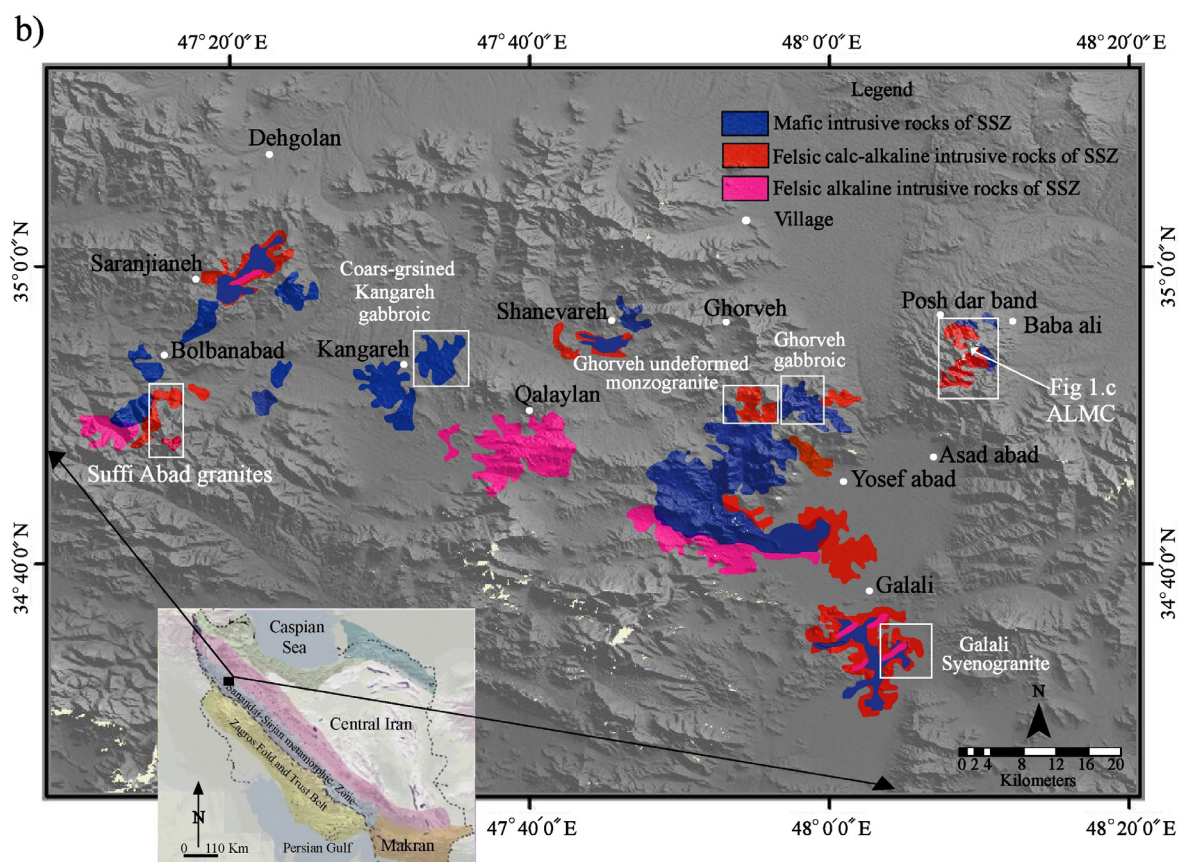 b)
47°20′0″E
47°40′0″E
48°0′0″E
48°20′0″E
Legend
Mafic intrusive rocks of SSZ
Felsic calc-alkaline intrusive rocks of SSZ
Felsic alkaline intrusive rocks of SSZ
Village
Dehgolan
35°0′0″N
35°0′0″N
Saranjianeh
Coars-grsined
Kangareh
gabbroic
Shanevareh
Ghorveh
Posh dar band
Baba ali
Bolbanabad
Kangareh
Ghorveh undeformed
monzogranite
Ghorveh
gabbroic
Fig 1.c
ALMC
Qalaylan
Suffi Abad granites
Asad abad
Yosef abad
34°40′0″N
34°40′0″N
Galali
Galali
Syenogranite
Caspian
Sea
Central Iran
Sanandaj-Sirjan metamorphic Zone
Zagros Fold and Trust Belt
Makran
Persian Gulf
N
0 110 Km
N
0 2 4 8 12 16 20
Kilometers
47°40′0″E
48°0′0″E
48°20′0″E